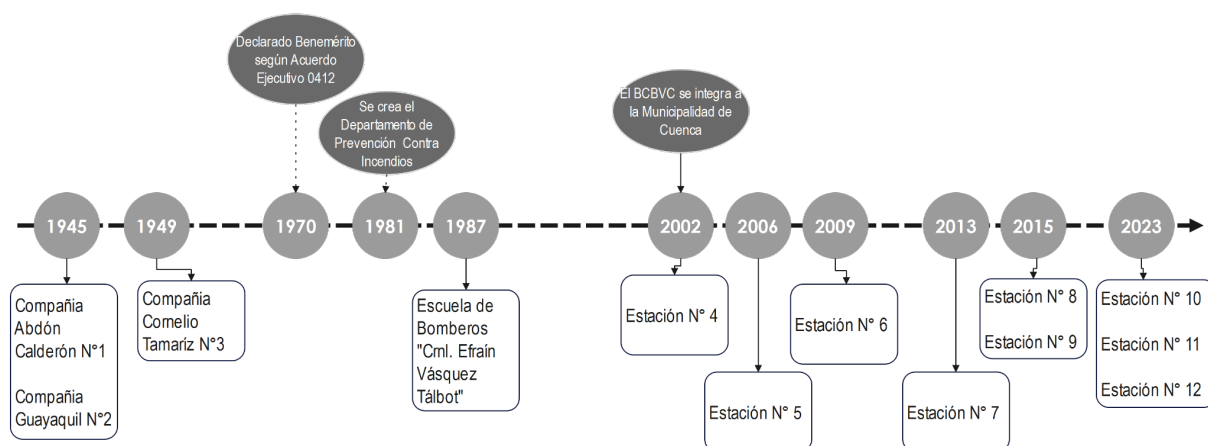 Declarado Benemérito
según Acuerdo
Ejecutivo 0412
Se crea el
Departamento de
Prevención Contra
Incendios
El BCBVC se integra a
la Municipalidad de
Cuenca
1945
1949
1970
1981
1987
2002
2006
2009
2013
2015
2023
Compañia
Abdón
Calderón N°1
Compañia
Guayaquil N°2
Compañia
Cornelio
Tamaríz N°3
Escuela de
Bomberos
"Crnl. Efraín
Vásquez
Tálbot"
Estación N° 4
Estación N° 5
Estación N° 6
Estación N° 7
Estación N° 8
Estación N° 9
Estación N° 10
Estación N° 11
Estación N° 12